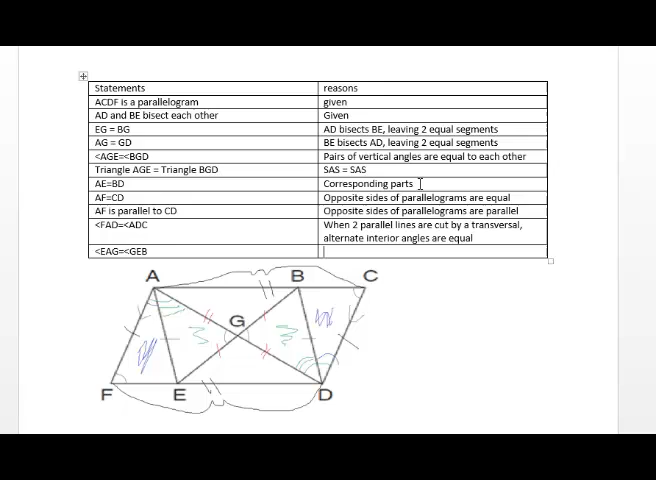 Statements reasons
ACDF is a parallelogram given
AD and BE bisect each other Given
EG = BG AD bisects BE, leaving 2 equal segments
AG = GD BE bisects AD, leaving 2 equal segments
<AGE=<BGD Pairs of vertical angles are equal to each other
Triangle AGE = Triangle BGD SAS = SAS
AE=BD Corresponding parts
AF=CD Opposite sides of parallelograms are equal
AF is parallel to CD Opposite sides of parallelograms are parallel
<FAD=<ADC When 2 parallel lines are cut by a transversal,
alternate interior angles are equal
<EAG=<GEB
A B C
G
F E D